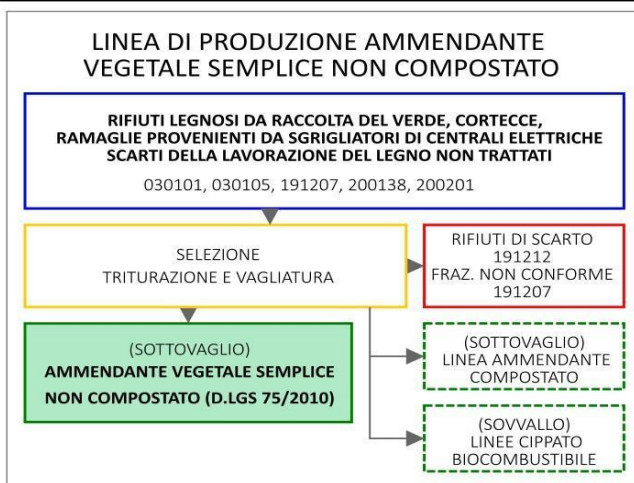 LINEA DI PRODUZIONE AMMENDANTE
VEGETALE SEMPLICE NON COMPOSTATO
RIFIUTI LEGNOSI DA RACCOLTA DEL VERDE, CORTECCE,
RAMAGLIE PROVENIENTI DA SGRIGLIATORI DI CENTRALI ELETTRICHE
SCARTI DELLA LAVORAZIONE DEL LEGNO NON TRATTATI
030101, 030105, 191207, 200138, 200201
SELEZIONE
TRITURAZIONE E VAGLIATURA
RIFIUTI DI SCARTO
191212
FRAZ. NON CONFORME
191207
(SOTTOVAGLIO)
AMMENDANTE VEGETALE SEMPLICE
NON COMPOSTATO (D.LGS 75/2010)
(SOTTOVAGLIO)
LINEA AMMENDANTE
COMPOSTATO
(SOVVALLO)
LINEE CIPPATO
BIOCOMBUSTIBILE